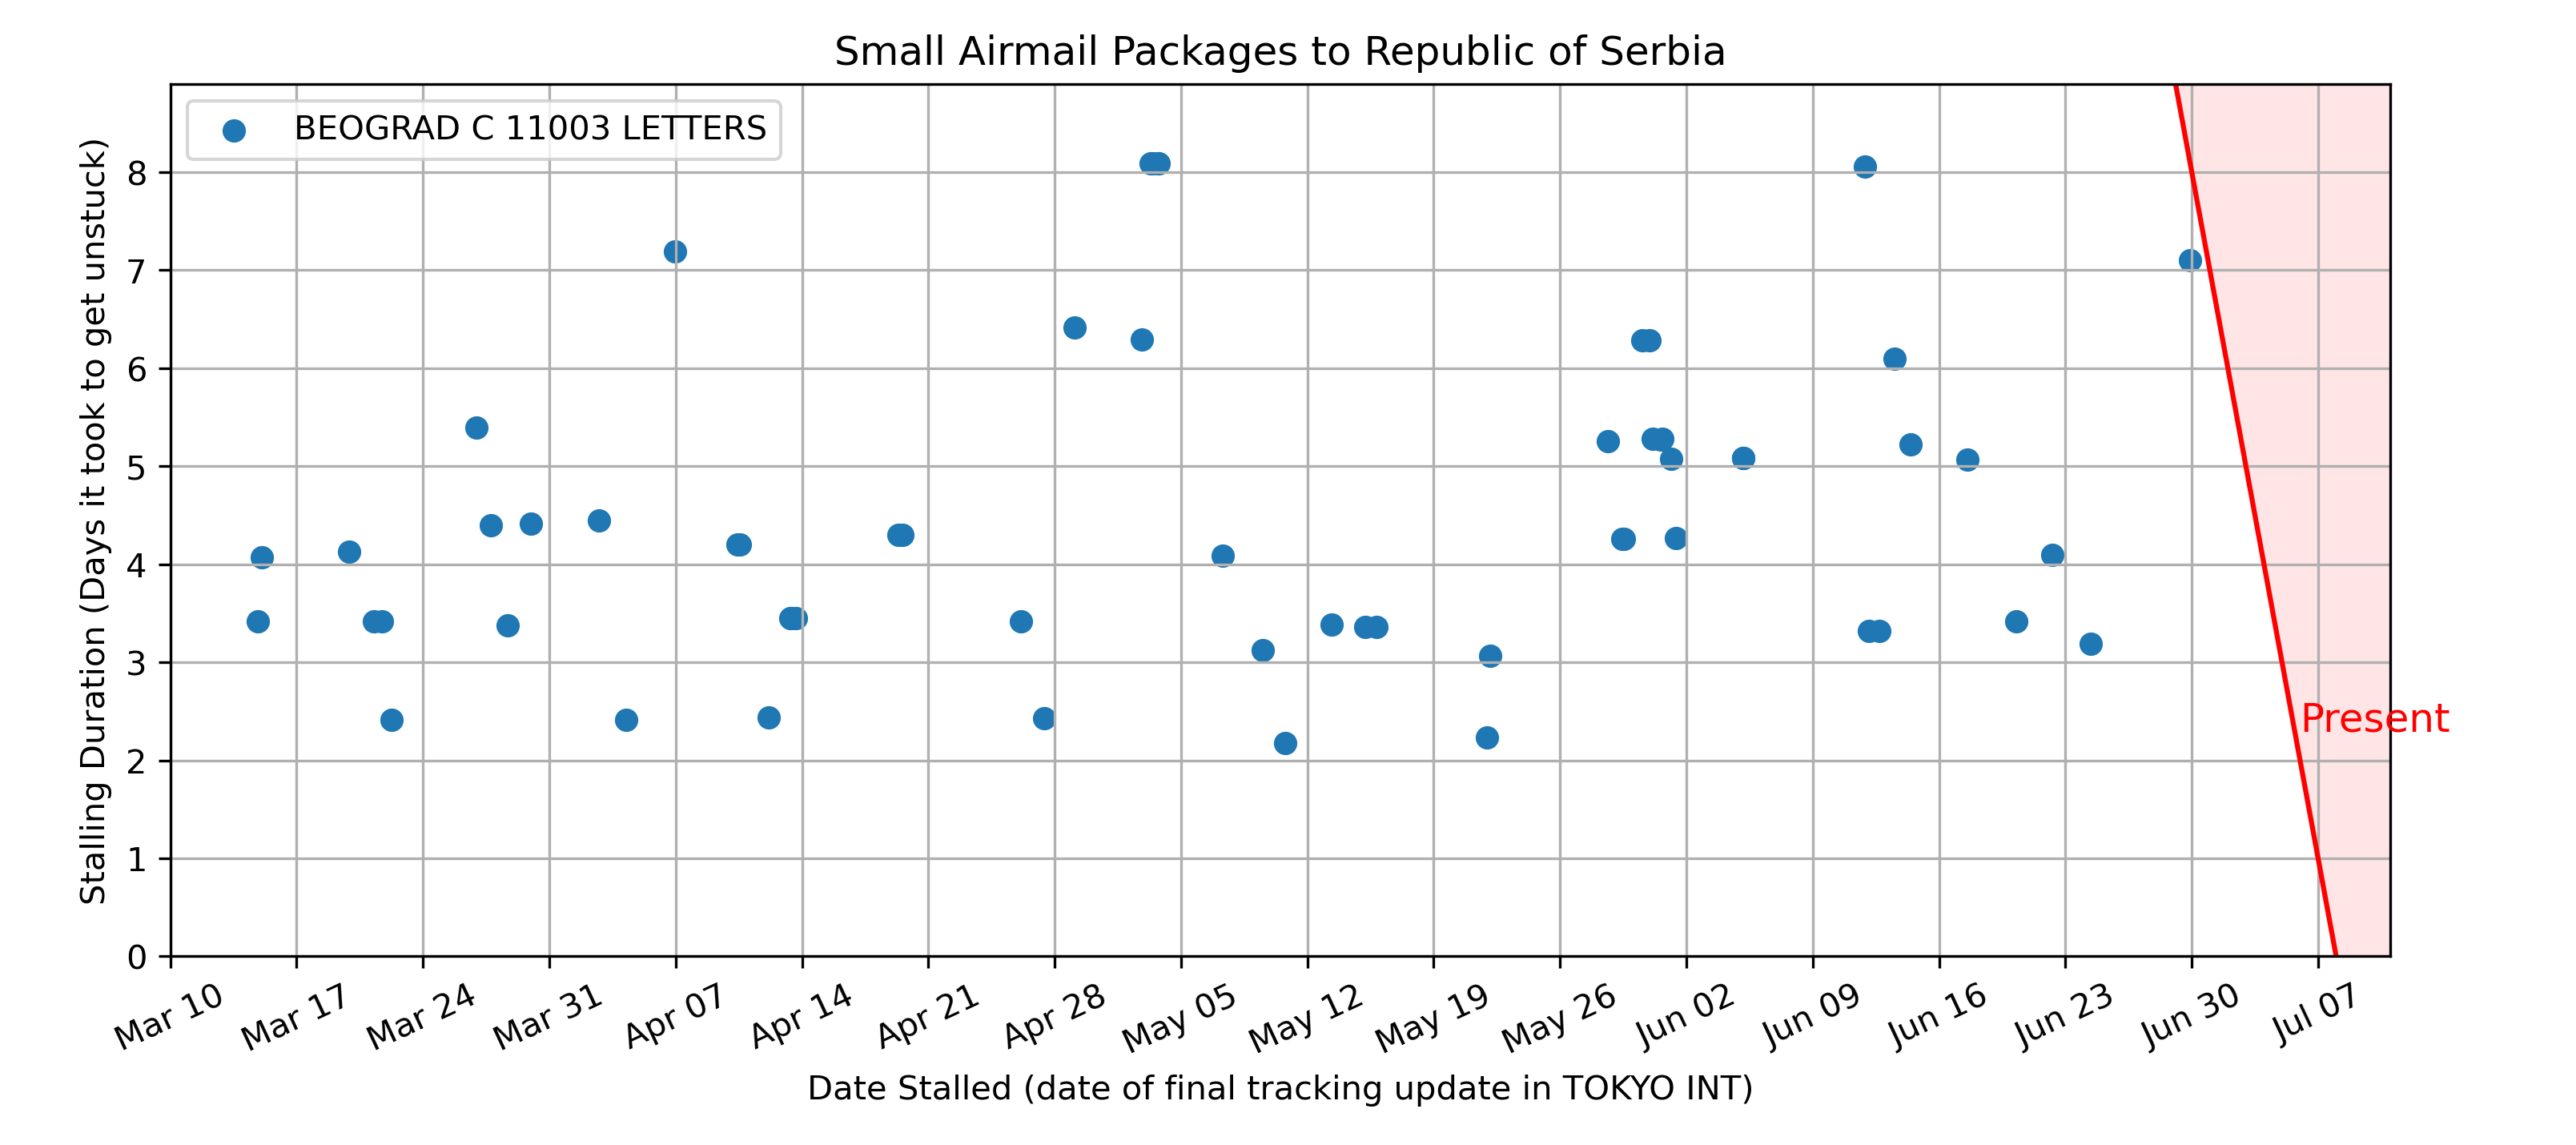 Small Airmail Packages to Republic of Serbia
BEOGRAD C 11003 LETTERS
Stalling Duration (Days it took to get unstuck)
8
7
6
5
4
3
2
1
0
Present
Mar 10
Mar 17
Mar 24
Mar 31
Apr 07
Apr 14
Apr 21
Apr 28
May 05
May 12
May 19
May 26
Jun 02
Jun 09
Jun 16
Jun 23
Jun 30
Jul 07
Date Stalled (date of final tracking update in TOKYO INT)